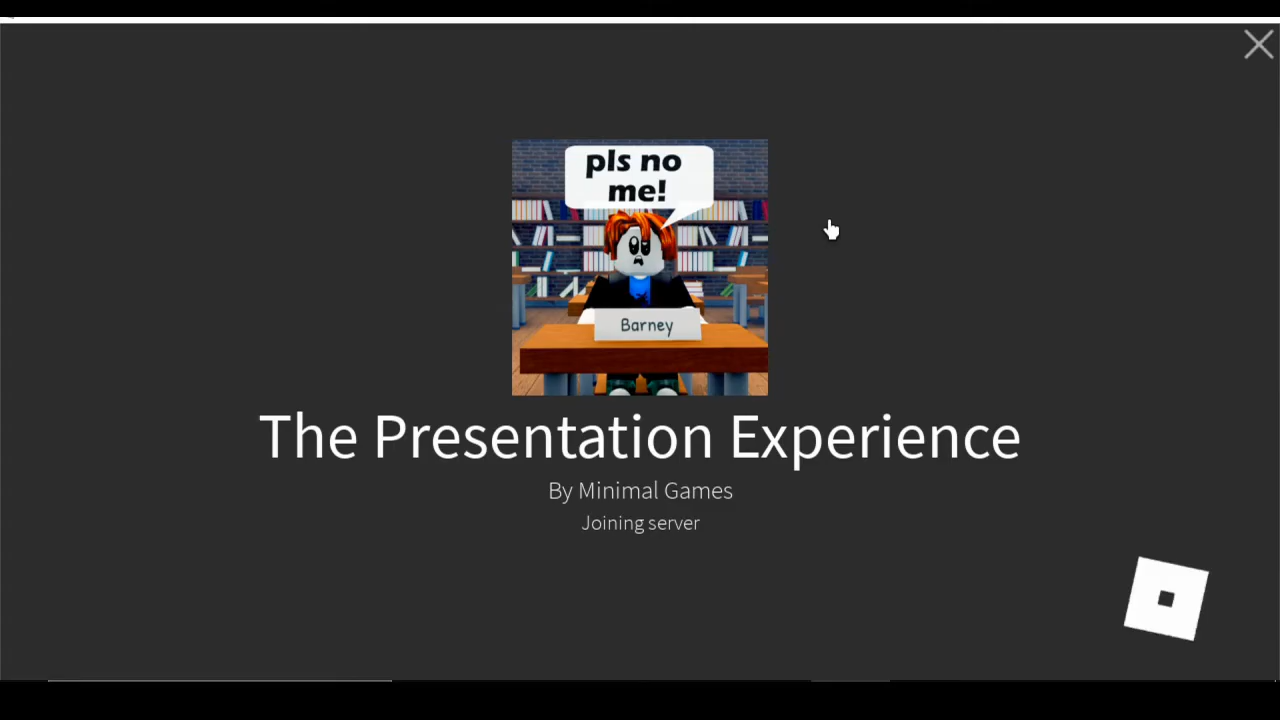 pls no
me!
Barney
The Presentation Experience
By Minimal Games
Joining server